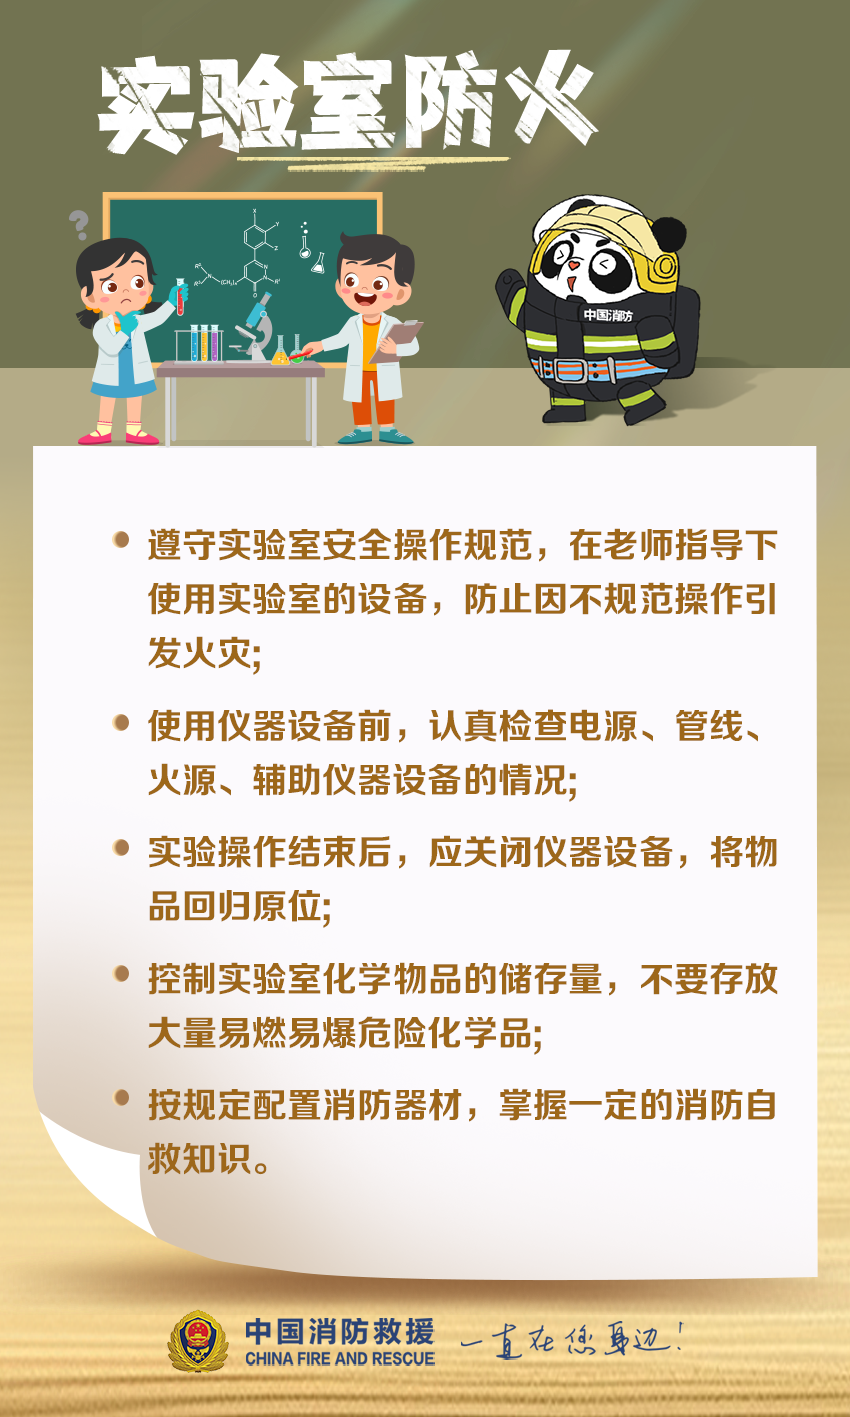 实验室防火
?
X
Y
Z
中国消防
遵守实验室安全操作规范，在老师指导下
使用实验室的设备，防止因不规范操作引
发火灾;
使用仪器设备前，认真检查电源、管线、
火源、辅助仪器设备的情况;
实验操作结束后，应关闭仪器设备，将物
品回归原位;
控制实验室化学物品的储存量，不要存放
大量易燃易爆危险化学品;
按规定配置消防器材，掌握一定的消防自
救知识。
中国消防救援
CHINA FIRE AND RESCUE
一直在您身边！